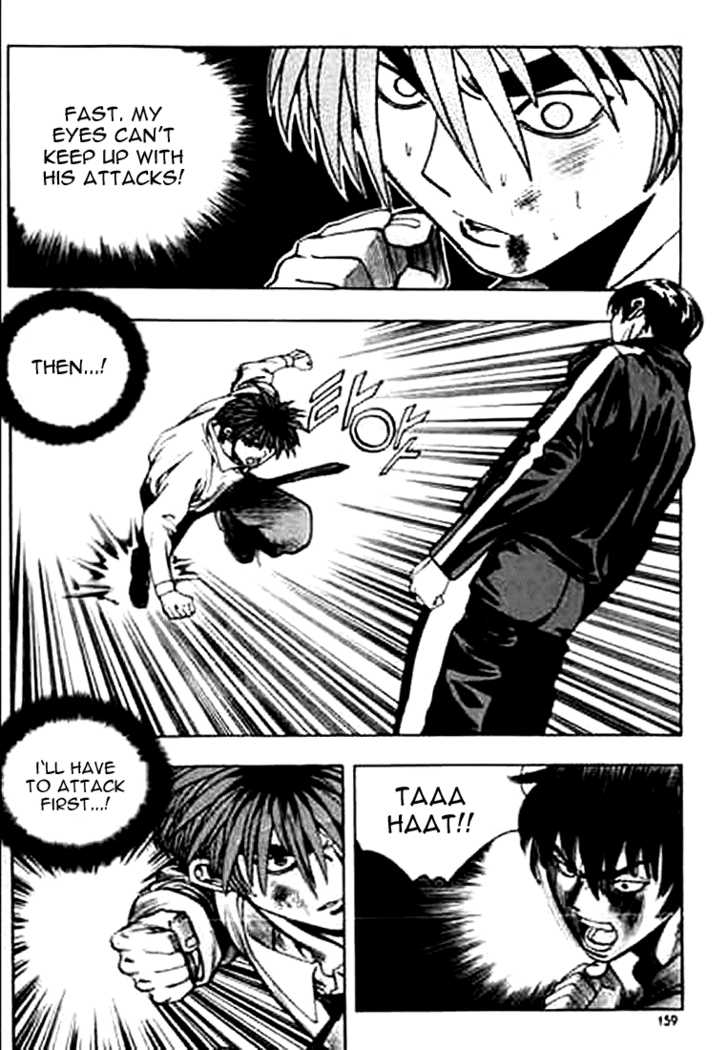 FAST. MY
EYES CAN'T
KEEP UP WITH
HIS ATTACKS!
THEN...!
타앗
I'LL HAVE
TO ATTACK
FIRST...!
TAAA
HAAT!!
159